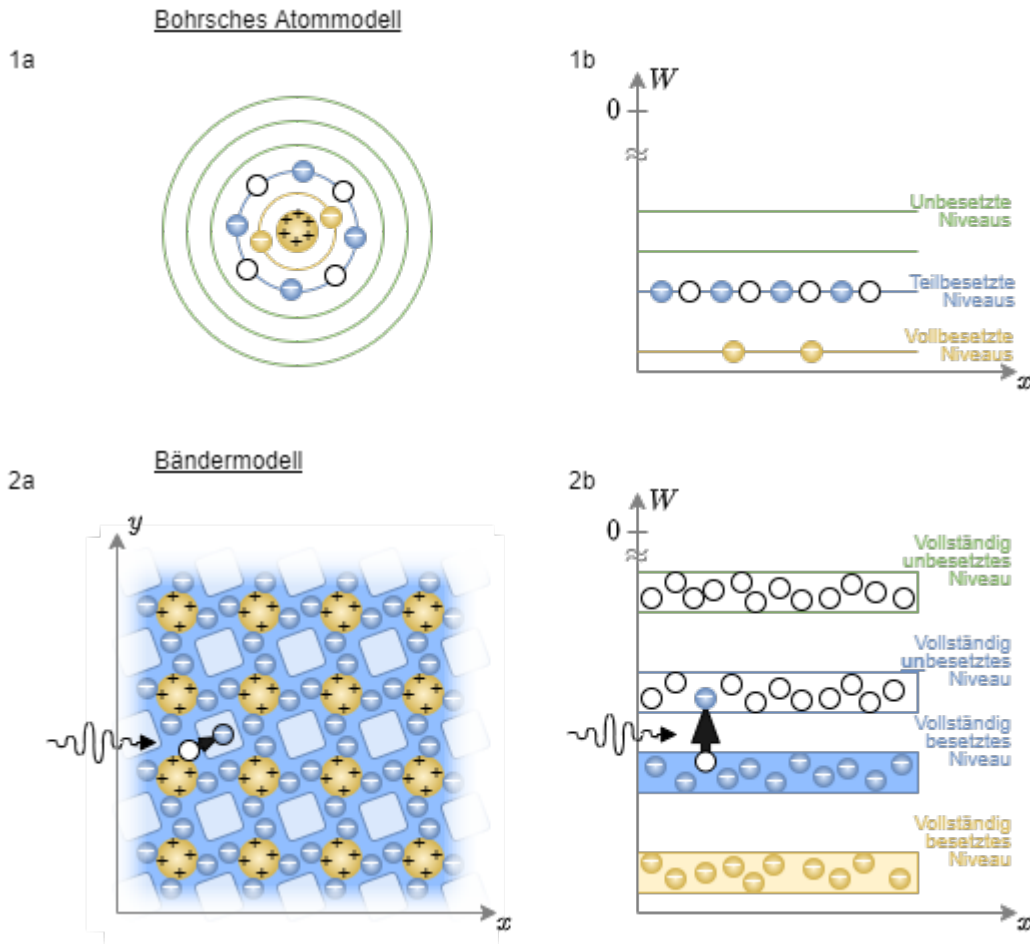 Bohrsches Atommodell
1a
1b
W
0
Unbesetzte
Niveaus
Teilbesetzte
Niveaus
Vollbesetzte
Niveaus
x
Bändermodell
2a
2b
y
x
W
0
Vollständig
unbesetztes
Niveau
Vollständig
unbesetztes
Niveau
Vollständig
besetztes
Niveau
Vollständig
besetztes
Niveau
x